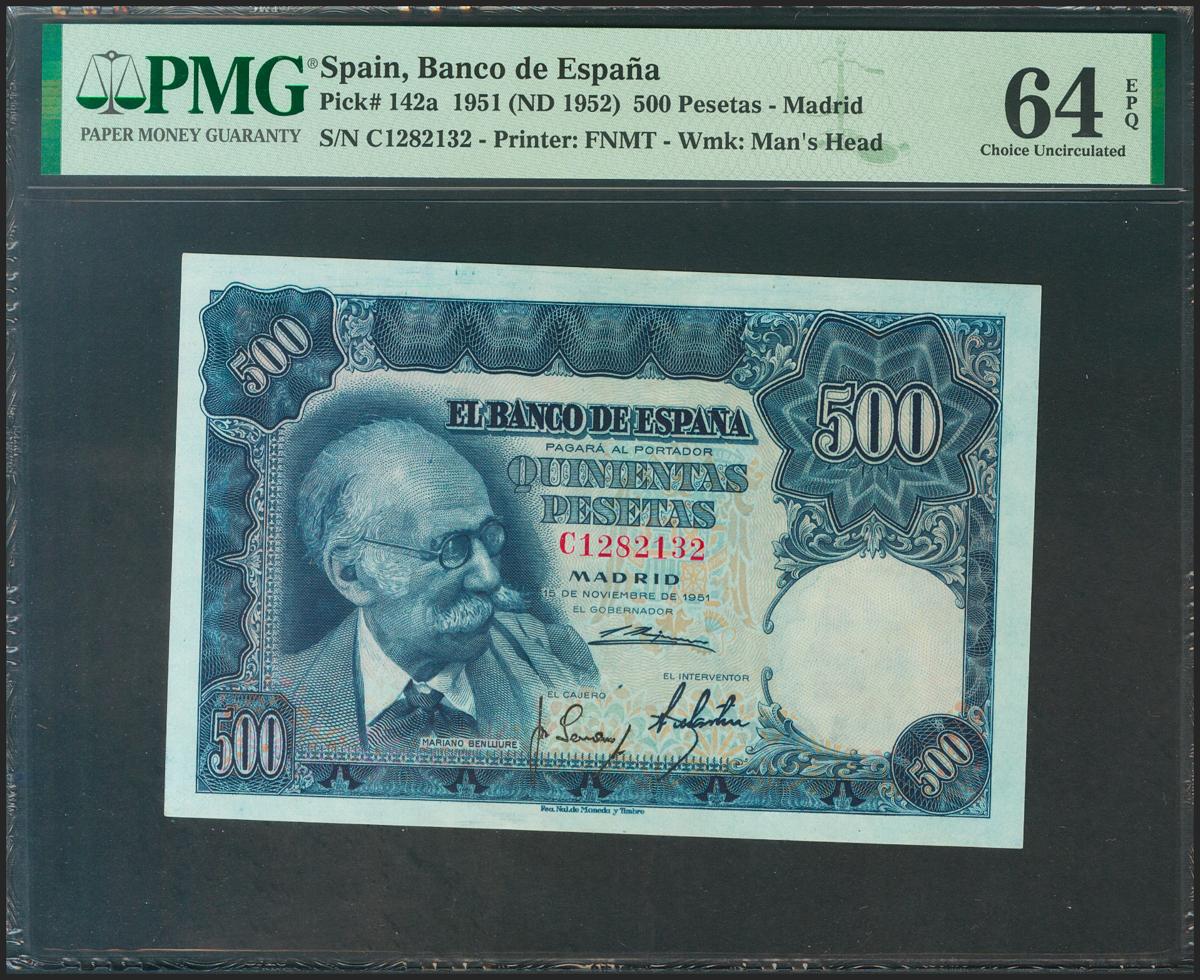 PMG®
PAPER MONEY GUARANTY
Spain, Banco de España
Pick# 142a 1951 (ND 1952) 500 Pesetas - Madrid
S/N C1282132 - Printer: FNMT - Wmk: Man's Head
64
EPQ
Choice Uncirculated
500
500
EL BANCO DE ESPAÑA
PAGARÁ AL PORTADOR
QUINIENTAS
PESETAS
C1282132
MADRID
15 DE NOVIEMBRE DE 1951
EL GOBERNADOR
EL INTERVENTOR
EL CAJERO
MARIANO BENLLIURE
500
500
Fca. Nal. de Moneda y Timbre